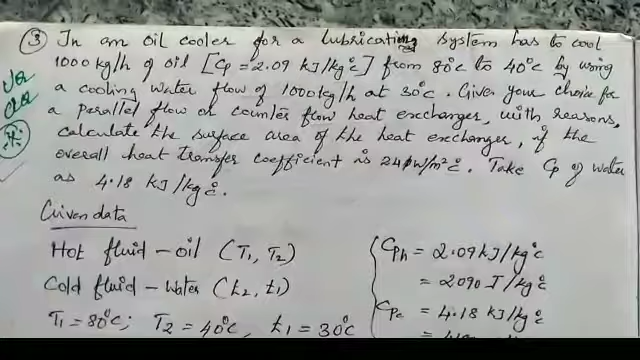 ③ In an oil cooler for a lubricating system has to cool
1000 kg/h of oil [Cp = 2.09 kJ/kg°c] from 80°c to 40°c by using
a cooling water flow of 1000 kg/h at 30°c. Given your choice for
a parallel flow or counter flow heat exchanger, with reasons,
calculate the surface area of the heat exchanger, if the
overall heat transfer coefficient is 24 W/m²°c. Take Cp of water
as 4.18 kJ/kg°c.
Given data
Hot fluid - oil (T₁, T₂)
Cold fluid - Water (t₂, t₁)
T₁ = 80°c; T₂ = 40°c, t₁ = 30°c
Cph = 2.09 kJ/kg°c
= 2090 J/kg°c
Cpc = 4.18 kJ/kg°c